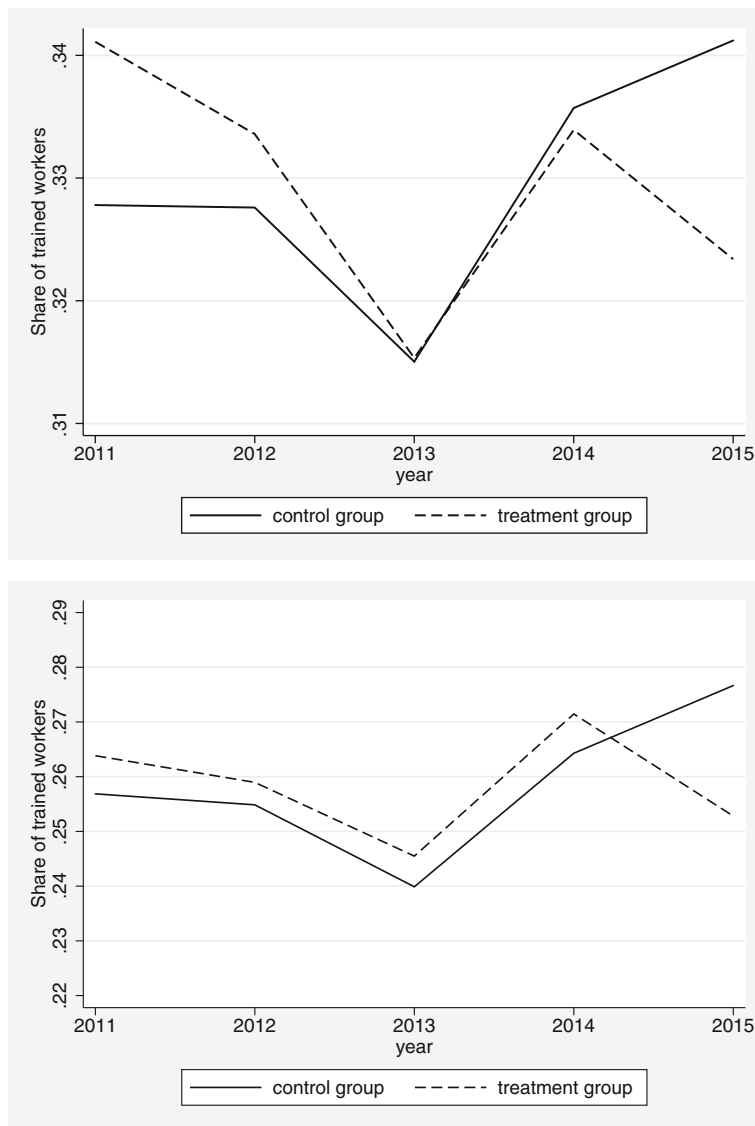 Share of trained workers
.34
.33
.32
.31
2011 2012 2013 2014 2015
year
control group treatment group
Share of trained workers
.29
.28
.27
.26
.25
.24
.23
.22
2011 2012 2013 2014 2015
year
control group treatment group